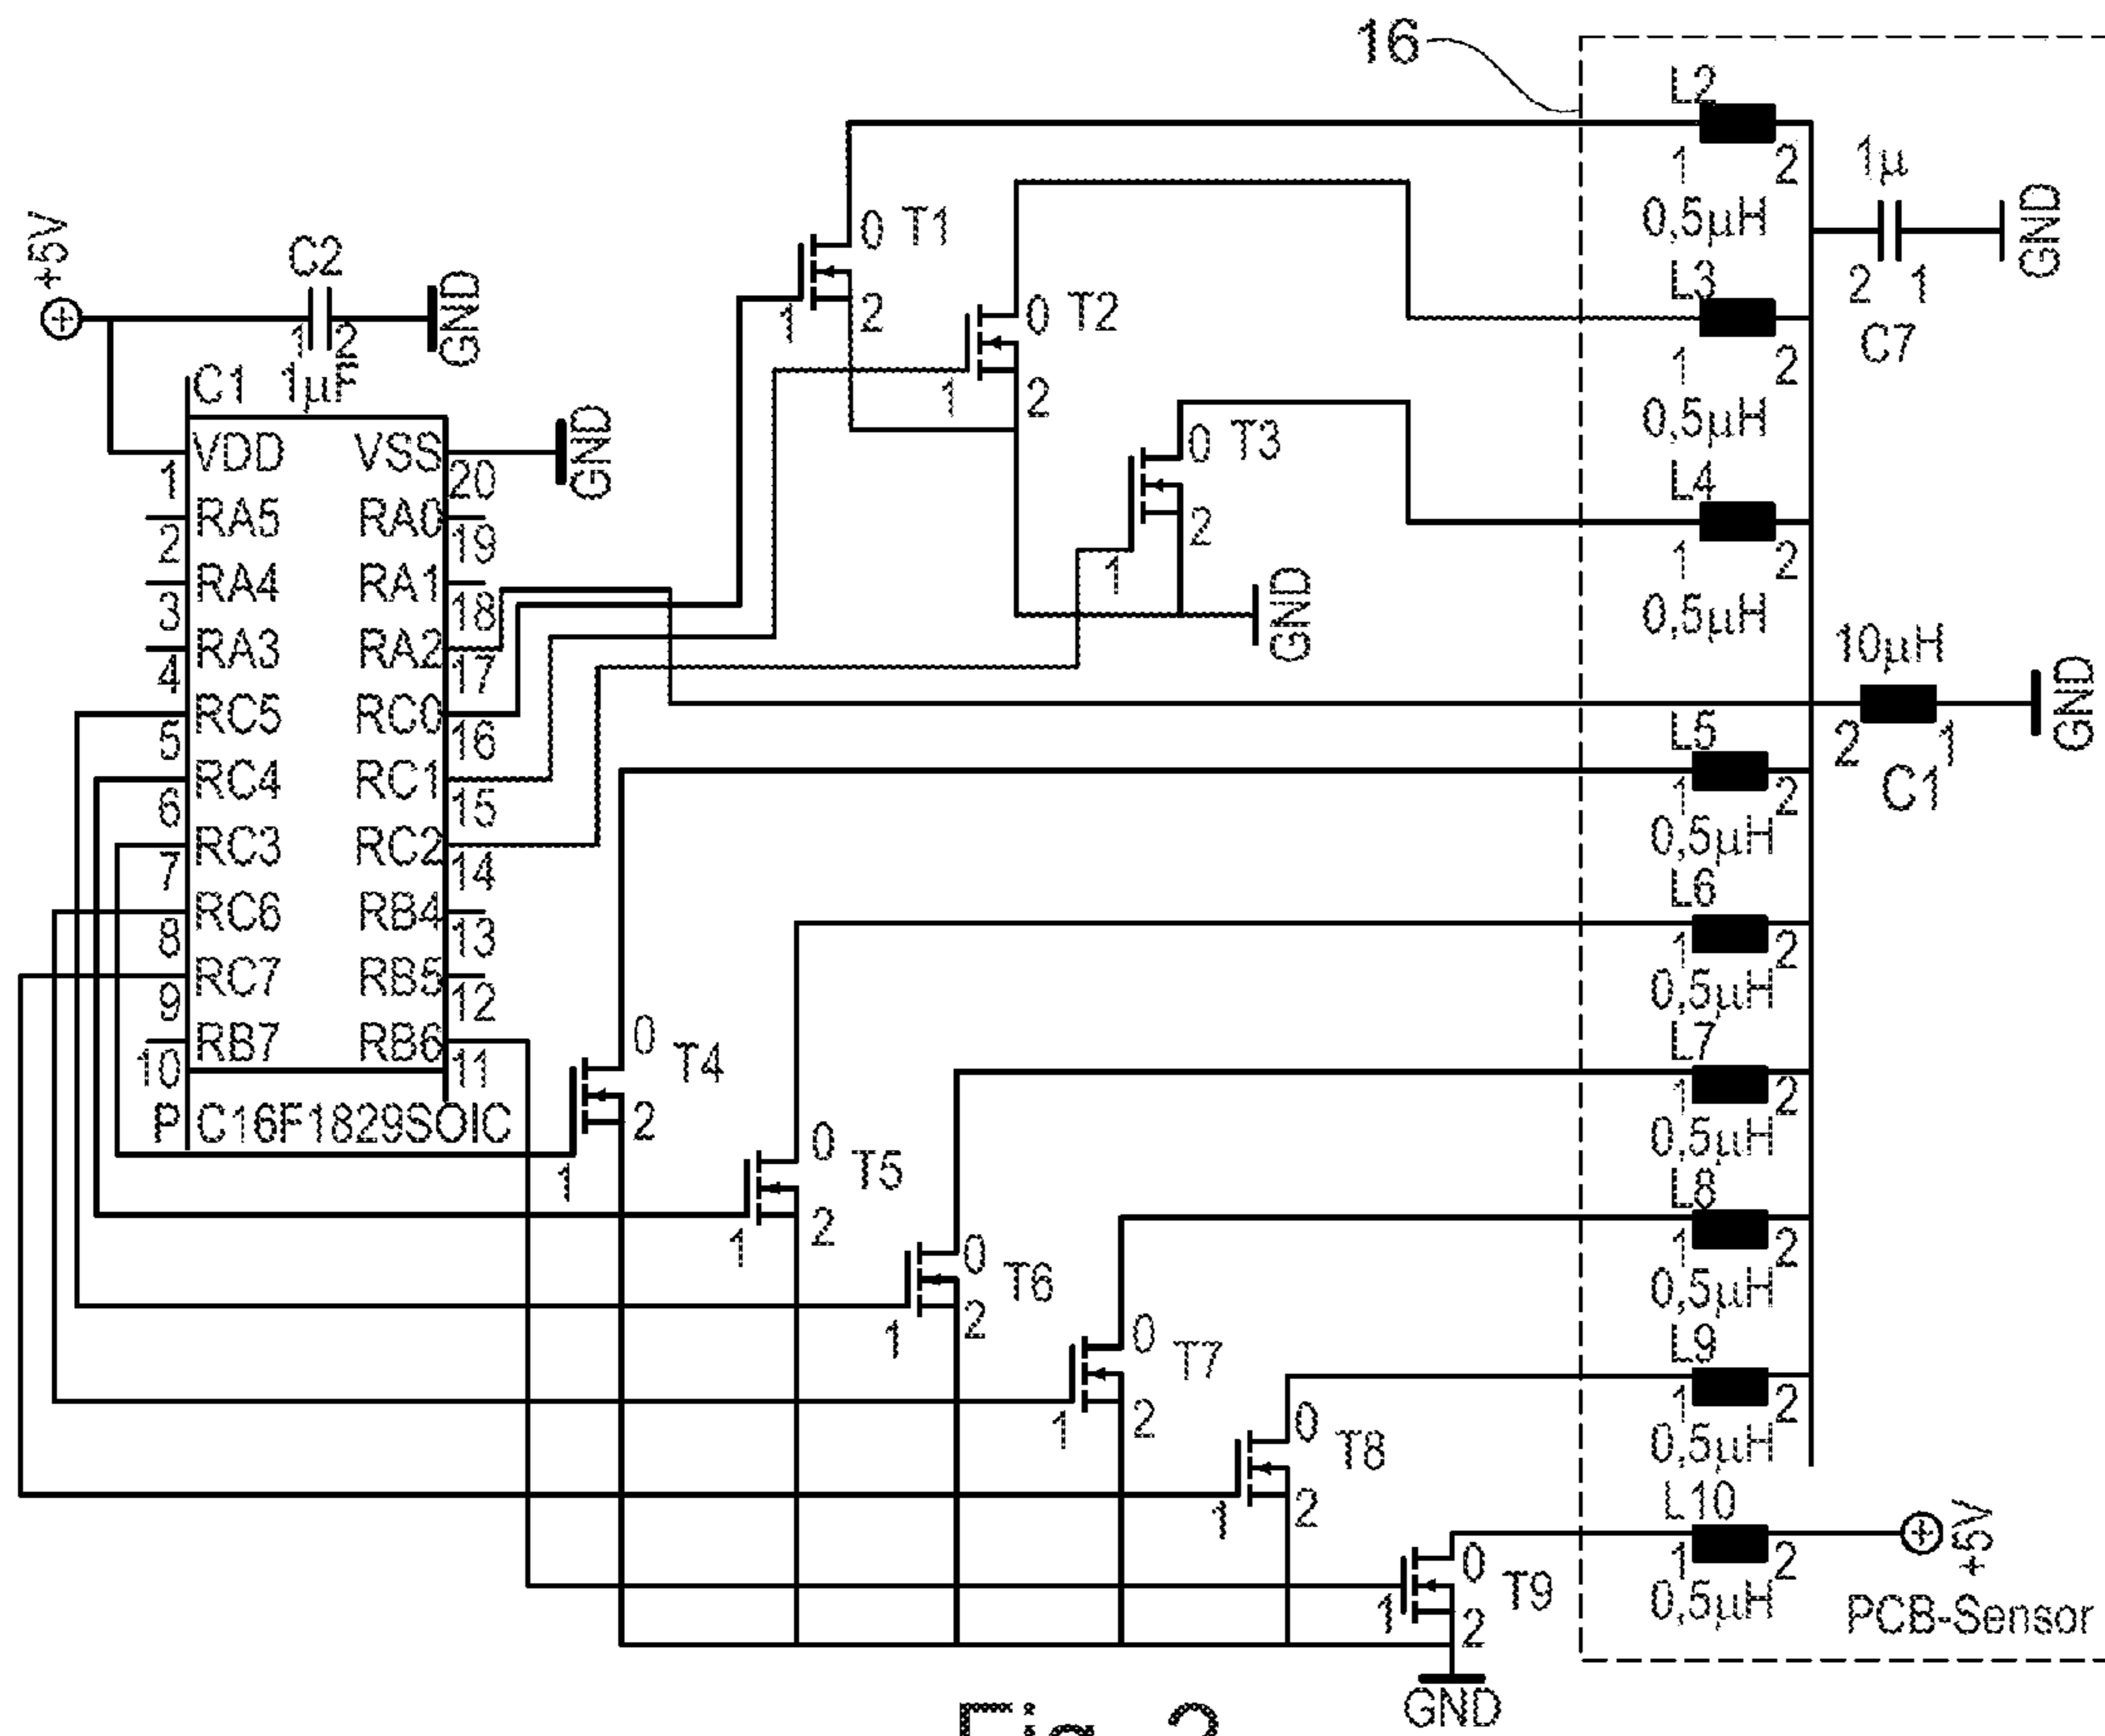 16
L2
1 2
0,5µH
1µ
2 1
C7
GND
L3
1 2
0,5µH
L4
1 2
0,5µH
10µH
2 1
C1
GND
L5
1 2
0,5µH
L6
1 2
0,5µH
L7
1 2
0,5µH
L8
1 2
0,5µH
L9
1 2
0,5µH
L10
1 2
0,5µH
+5V
PCB-Sensor
+5V
C2
1 2
1µF
GND
C1
VDD VSS
1 20
GND
RA5 RA0
2 19
RA4 RA1
3 18
RA3 RA2
4 17
RC5 RC0
5 16
RC4 RC1
6 15
RC3 RC2
7 14
RC6 RB4
8 13
RC7 RB5
9 12
RB7 RB6
10 11
P C16F1829SOIC
0 T1
1 2
0 T2
1 2
0 T3
1 2
GND
0 T4
1 2
0 T5
1 2
0 T6
1 2
0 T7
1 2
0 T8
1 2
0 T9
1 2
GND
Fig. 2